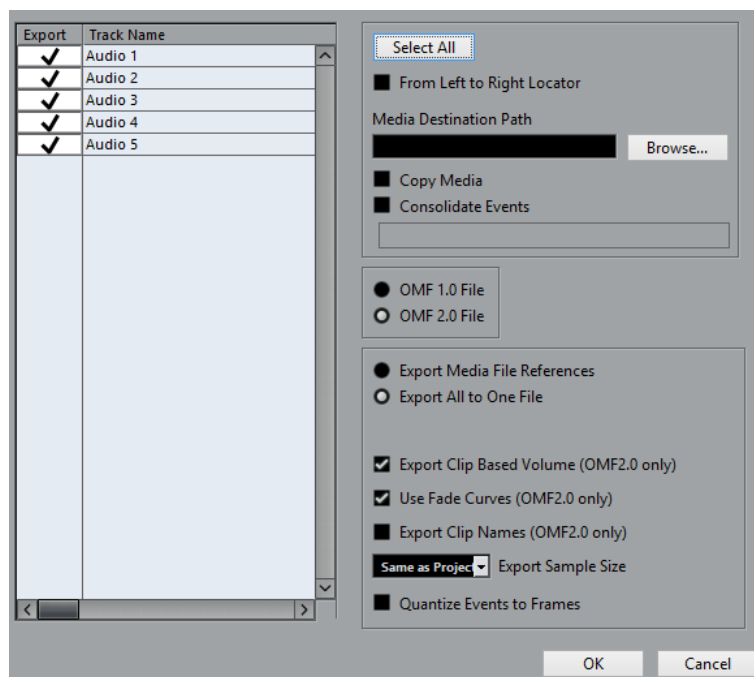 Export Track Name
Audio 1
Audio 2
Audio 3
Audio 4
Audio 5
Select All
From Left to Right Locator
Media Destination Path
Browse...
Copy Media
Consolidate Events
OMF 1.0 File
OMF 2.0 File
Export Media File References
Export All to One File
Export Clip Based Volume (OMF2.0 only)
Use Fade Curves (OMF2.0 only)
Export Clip Names (OMF2.0 only)
Same as Project Export Sample Size
Quantize Events to Frames
OK Cancel